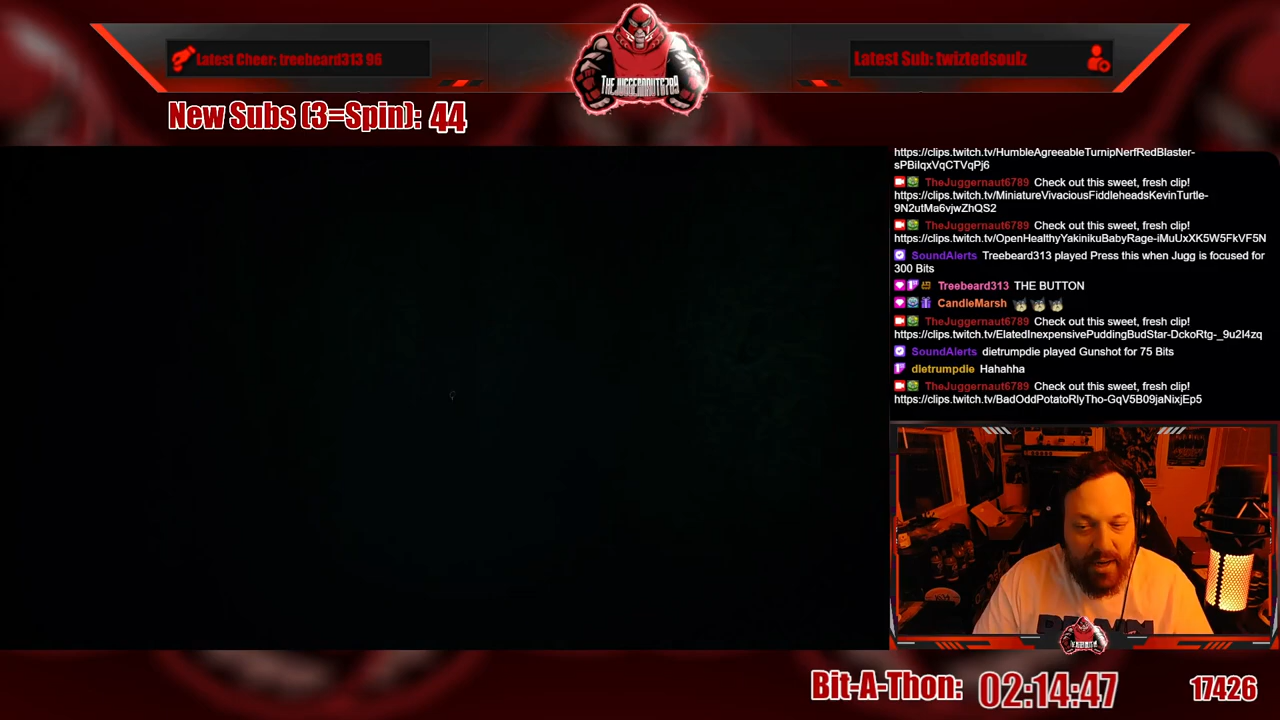 Latest Cheer: treebeard313 96
THEJUGGERNAUT6789
Latest Sub: twiztedsoulz
New Subs (3=Spin): 44
https://clips.twitch.tv/HumbleAgreeableTurnipNerfRedBlaster-
sPBilqxVqCTVqPj6
TheJuggernaut6789 Check out this sweet, fresh clip!
https://clips.twitch.tv/MiniatureVivaciousFiddleheadsKevinTurtle-
9N2utMa6vjwZhQS2
TheJuggernaut6789 Check out this sweet, fresh clip!
https://clips.twitch.tv/OpenHealthyYakinikuBabyRage-iMuUxXK5W5FkVF5N
SoundAlerts Treebeard313 played Press this when Jugg is focused for
300 Bits
Treebeard313 THE BUTTON
CandleMarsh
TheJuggernaut6789 Check out this sweet, fresh clip!
https://clips.twitch.tv/ElatedInexpensivePuddingBudStar-DckoRtg-_9u2I4zq
SoundAlerts dietrumpdie played Gunshot for 75 Bits
dietrumpdie Hahahha
TheJuggernaut6789 Check out this sweet, fresh clip!
https://clips.twitch.tv/BadOddPotatoRlyTho-GqV5B09jaNixjEp5
Bit-A-Thon: 02:14:47 17426